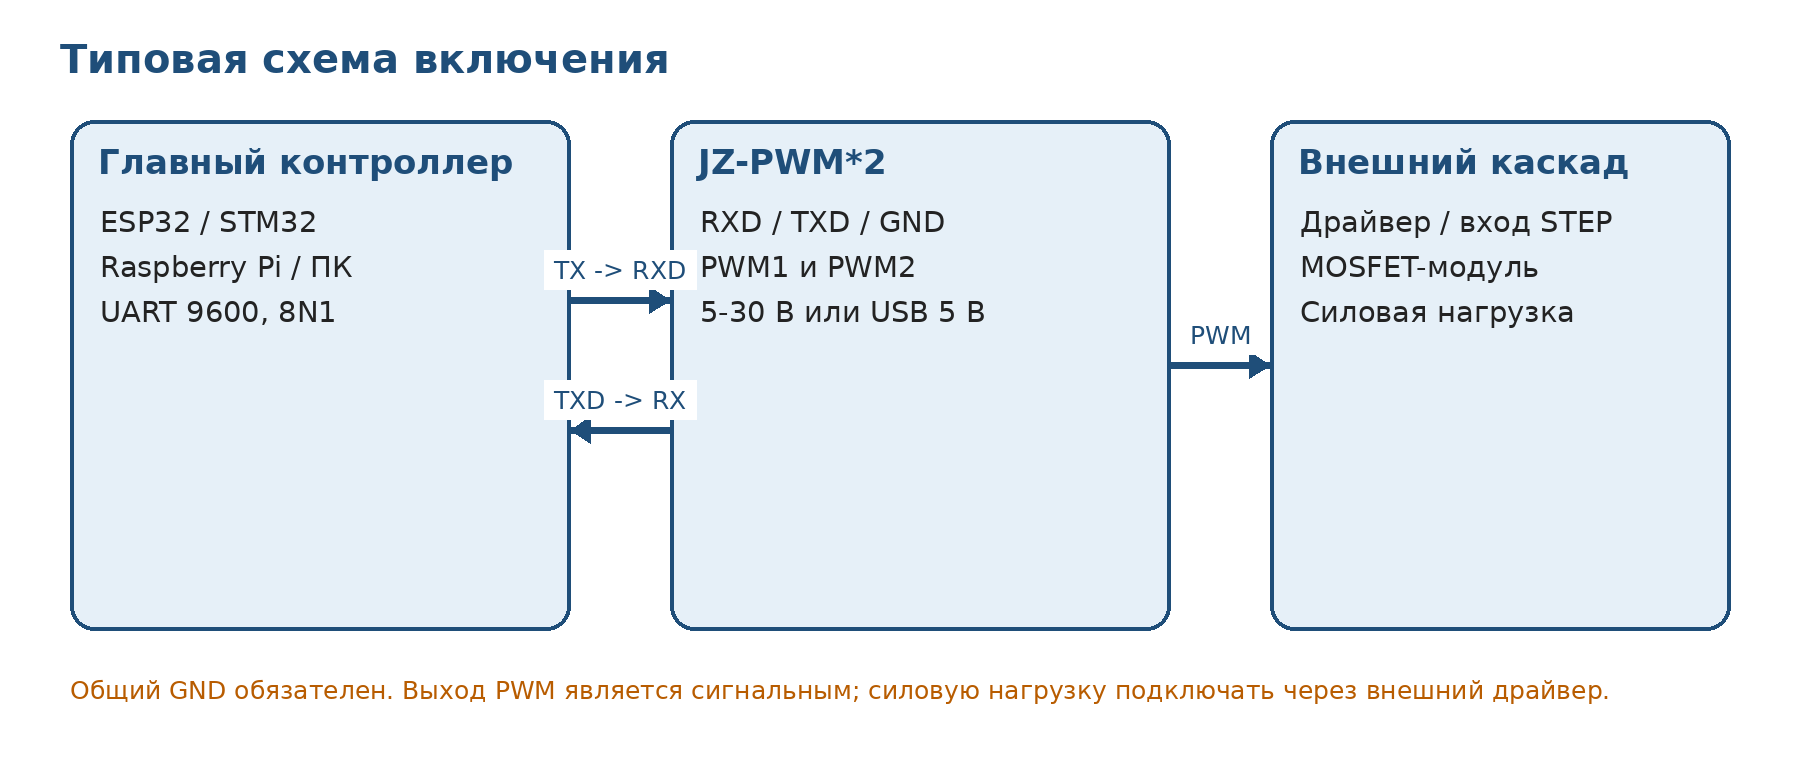 Типовая схема включения
Главный контроллер
ESP32 / STM32
Raspberry Pi / ПК
UART 9600, 8N1
TX -> RXD
TXD -> RX
JZ-PWM*2
RXD / TXD / GND
PWM1 и PWM2
5-30 В или USB 5 В
PWM
Внешний каскад
Драйвер / вход STEP
MOSFET-модуль
Силовая нагрузка
Общий GND обязателен. Выход PWM является сигнальным; силовую нагрузку подключать через внешний драйвер.